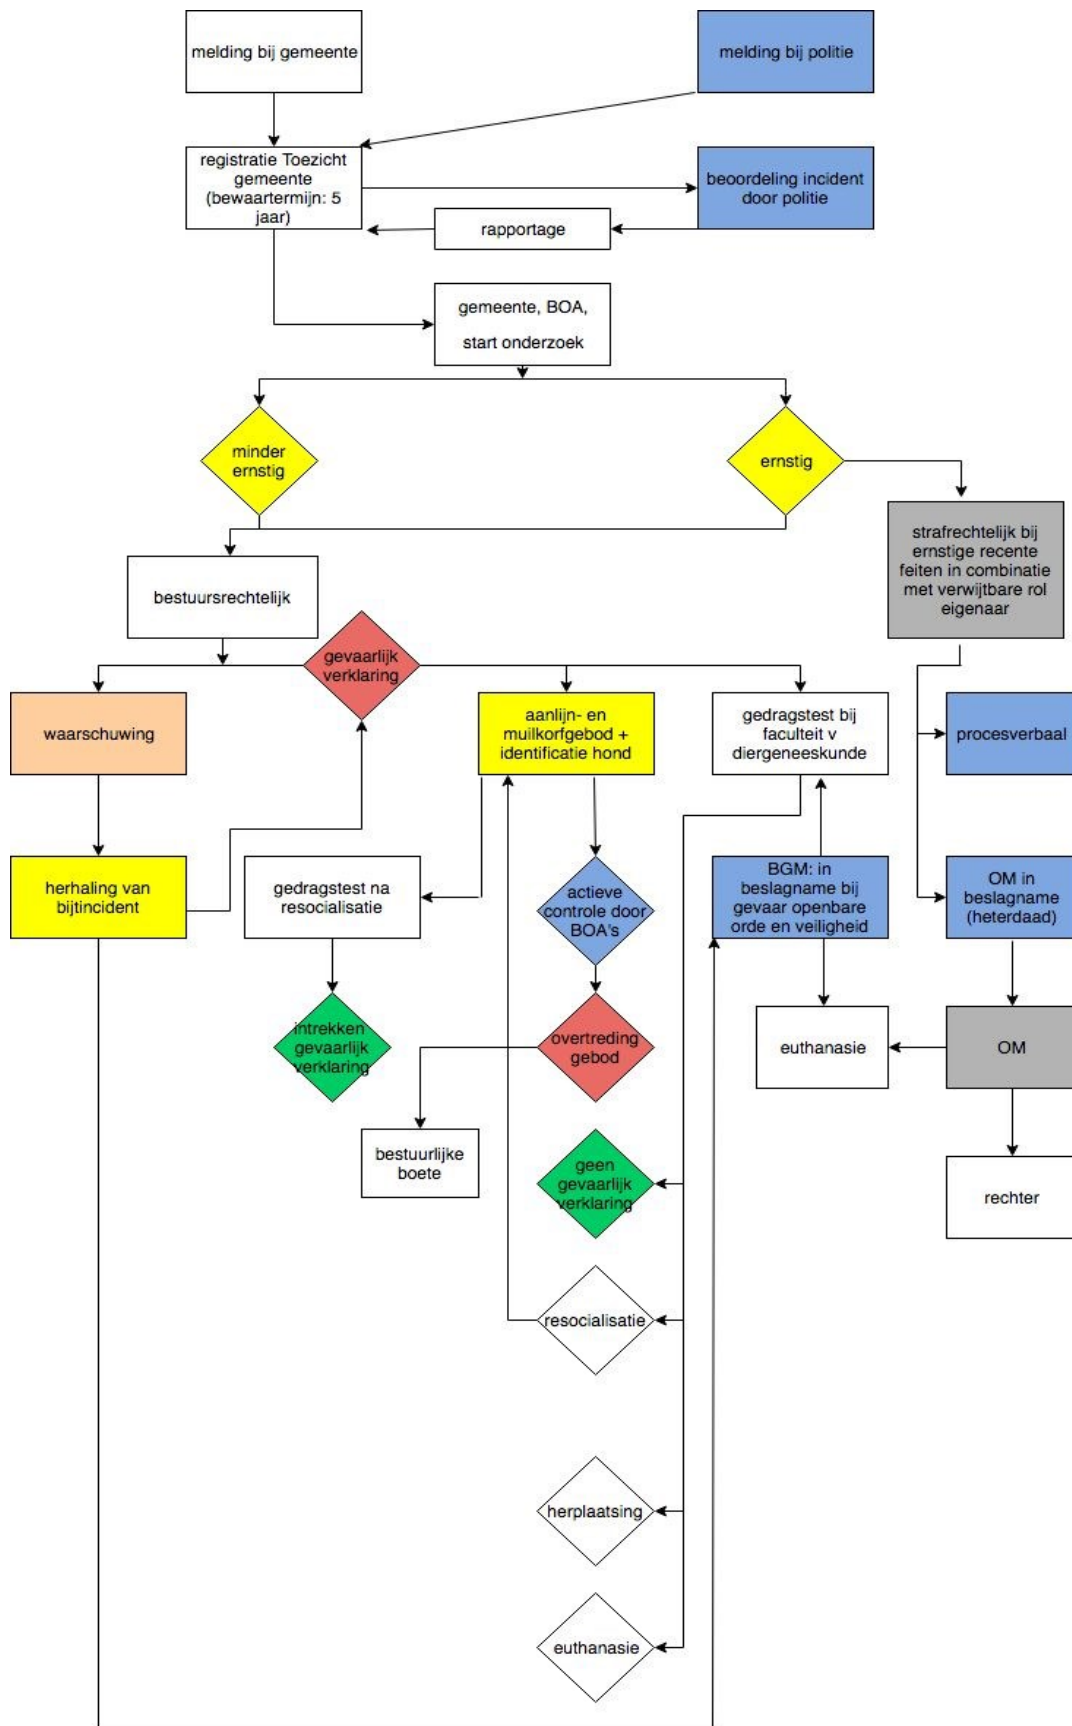 melding bij gemeente
melding bij politie
registratie Toezicht
gemeente
(bewaartermijn: 5
jaar)
beoordeling incident
door politie
rapportage
gemeente, BOA,
start onderzoek
minder
ernstig
ernstig
strafrechtelijk bij
ernstige recente
feiten in combinatie
met verwijtbare rol
eigenaar
bestuursrechtelijk
gevaarlijk
verklaring
waarschuwing
aanlijn- en
muilkorfgebod +
identificatie hond
gedragstest bij
faculteit v
diergeneeskunde
procesverbaal
herhaling van
bijtincident
gedragstest na
resocialisatie
actieve
controle door
BOA's
BGM: in
beslagname bij
gevaar openbare
orde en veiligheid
OM in
beslagname
(heterdaad)
intrekken
gevaarlijk
verklaring
overtreding
gebod
euthanasie
OM
bestuurlijke
boete
geen
gevaarlijk
verklaring
rechter
resocialisatie
herplaatsing
euthanasie